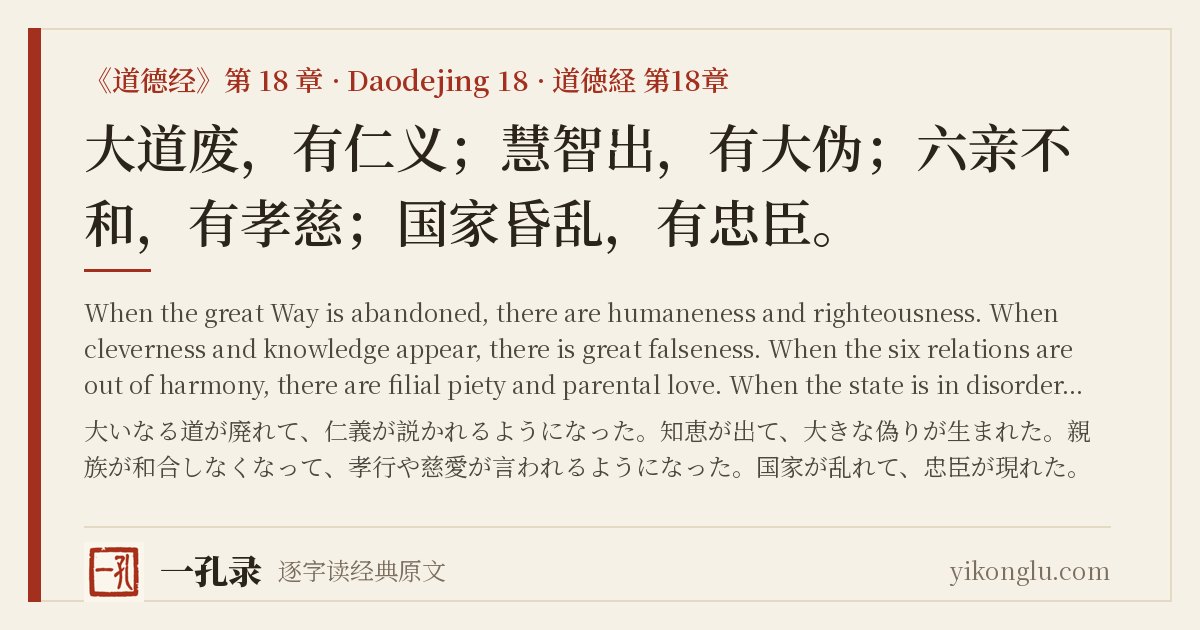 《道德经》第 18 章 · Daodejing 18 · 道徳経 第18章
大道废，有仁义；慧智出，有大伪；六亲不
和，有孝慈；国家昏乱，有忠臣。
When the great Way is abandoned, there are humaneness and righteousness. When
cleverness and knowledge appear, there is great falseness. When the six relations are
out of harmony, there are filial piety and parental love. When the state is in disorder...
大いなる道が廃れて、仁義が説かれるようになった。知恵が出て、大きな偽りが生まれた。親
族が和合しなくなって、孝行や慈愛が言われるようになった。国家が乱れて、忠臣が現れた。
一孔
一孔录 逐字读经典原文 yikonglu.com